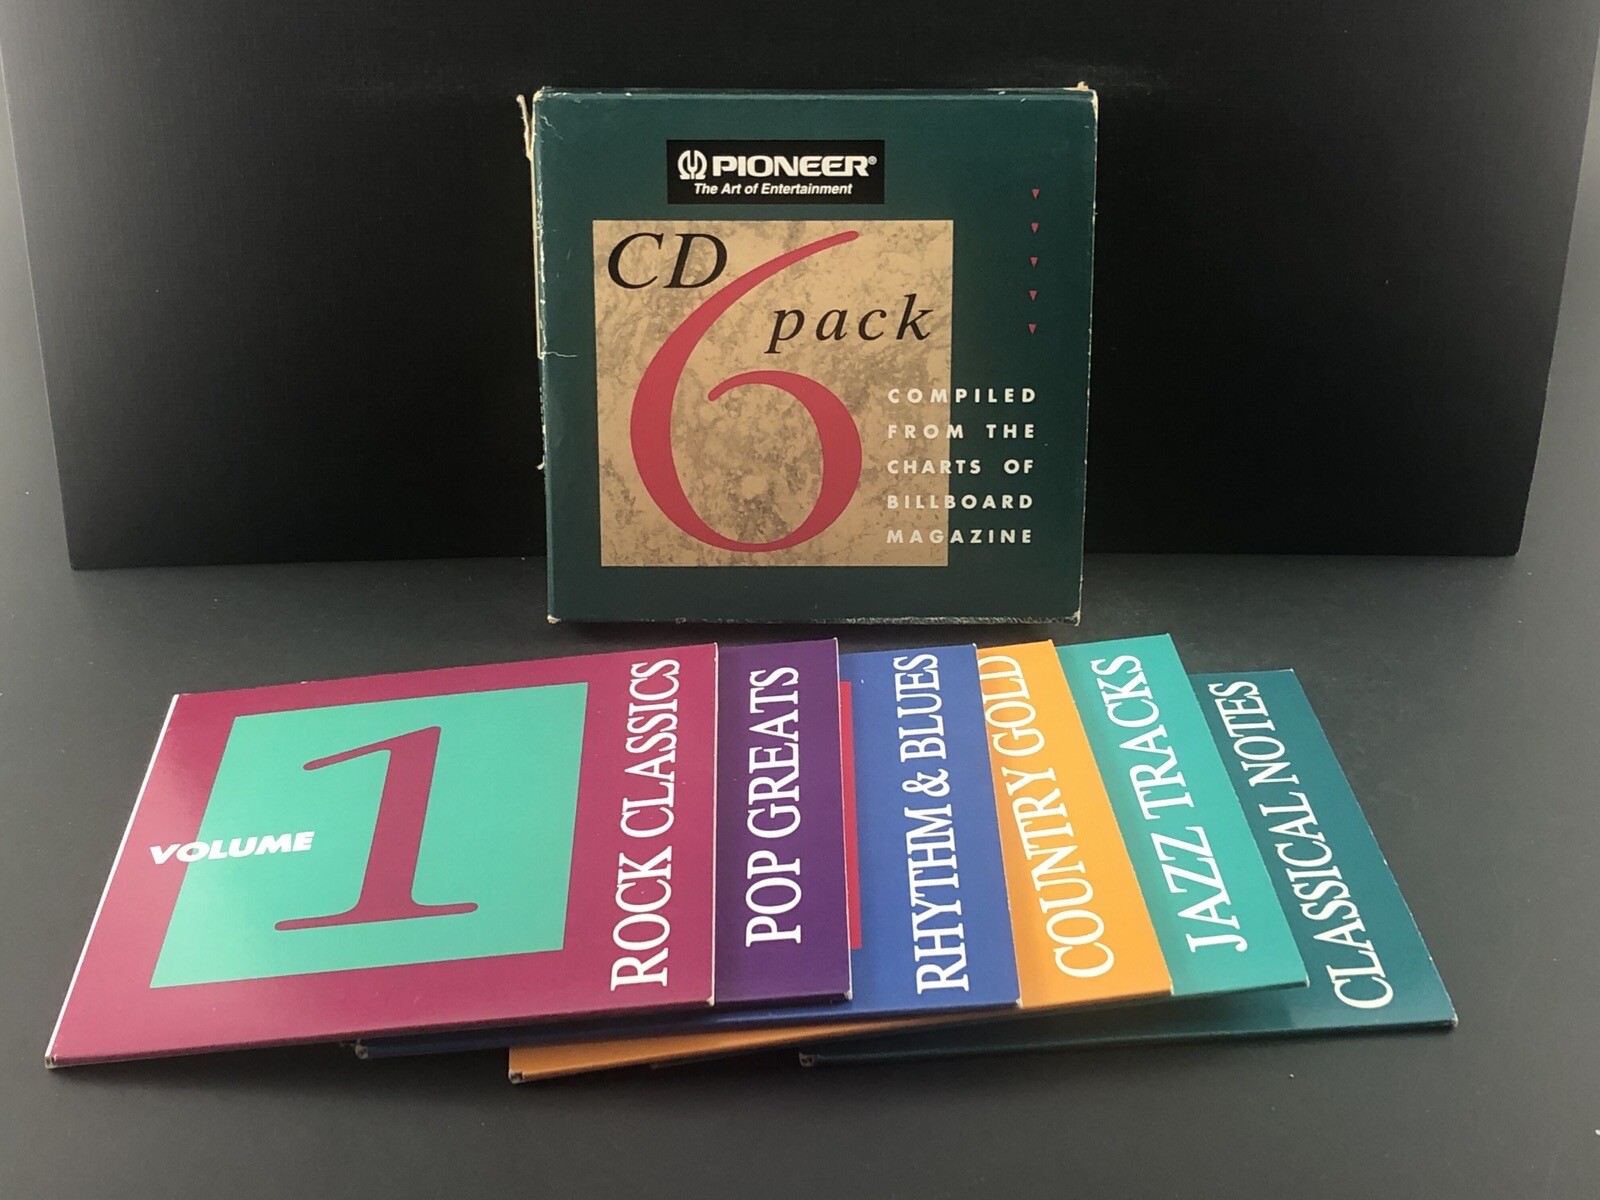 PIONEER®
The Art of Entertainment
CD
6
pack
COMPILED
FROM THE
CHARTS OF
BILLBOARD
MAGAZINE
VOLUME
1
ROCK CLASSICS
POP GREATS
RHYTHM & BLUES
COUNTRY GOLD
JAZZ TRACKS
CLASSICAL NOTES